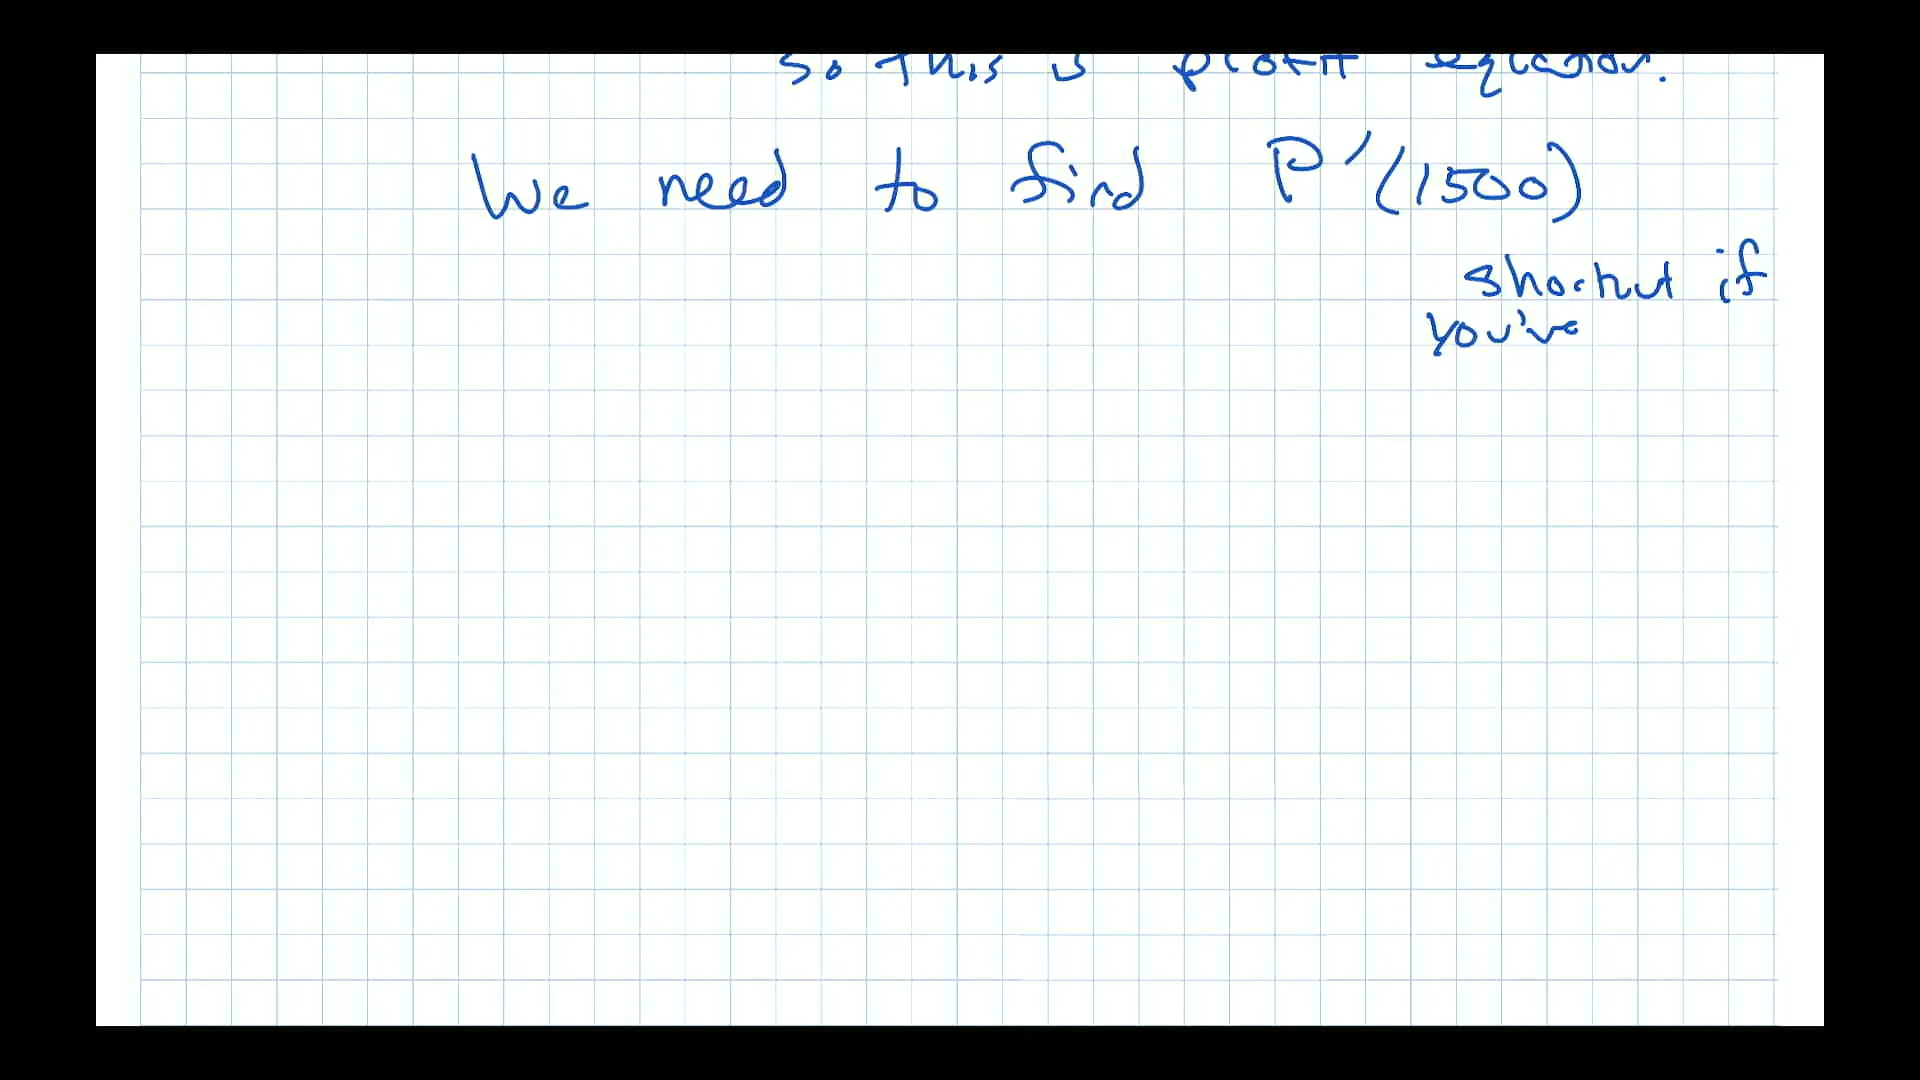 so This is profit equation.
We need to find P'(1500)
shortcut if
you've